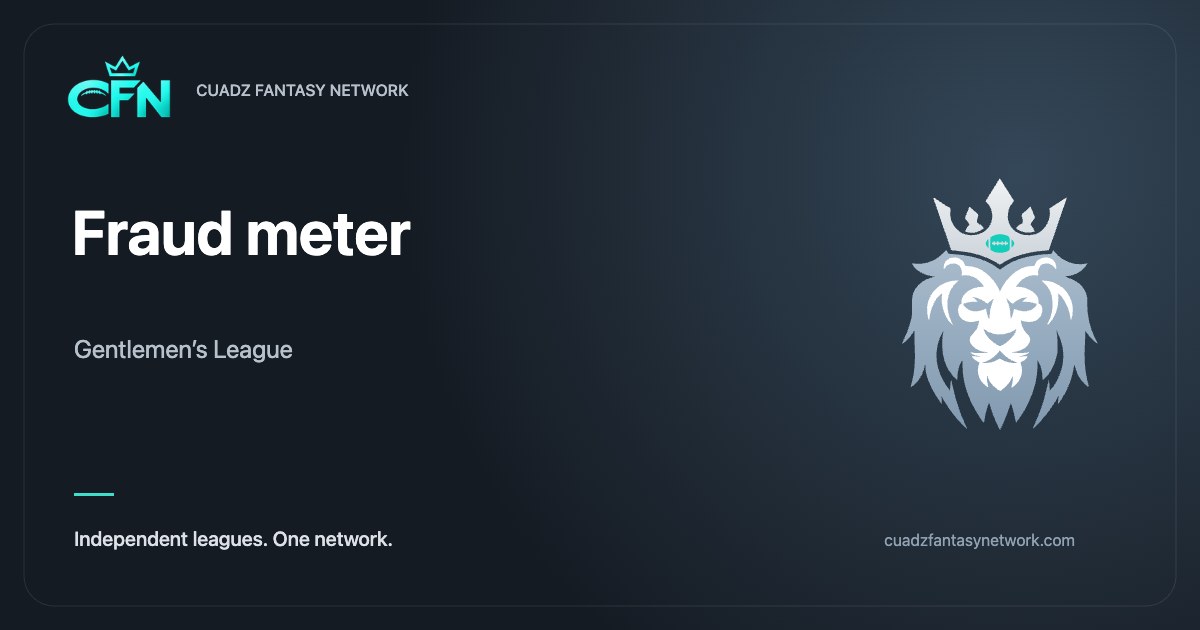 CFN
CUADZ FANTASY NETWORK
Fraud meter
Gentlemen’s League
Independent leagues. One network.
cuadzfantasynetwork.com